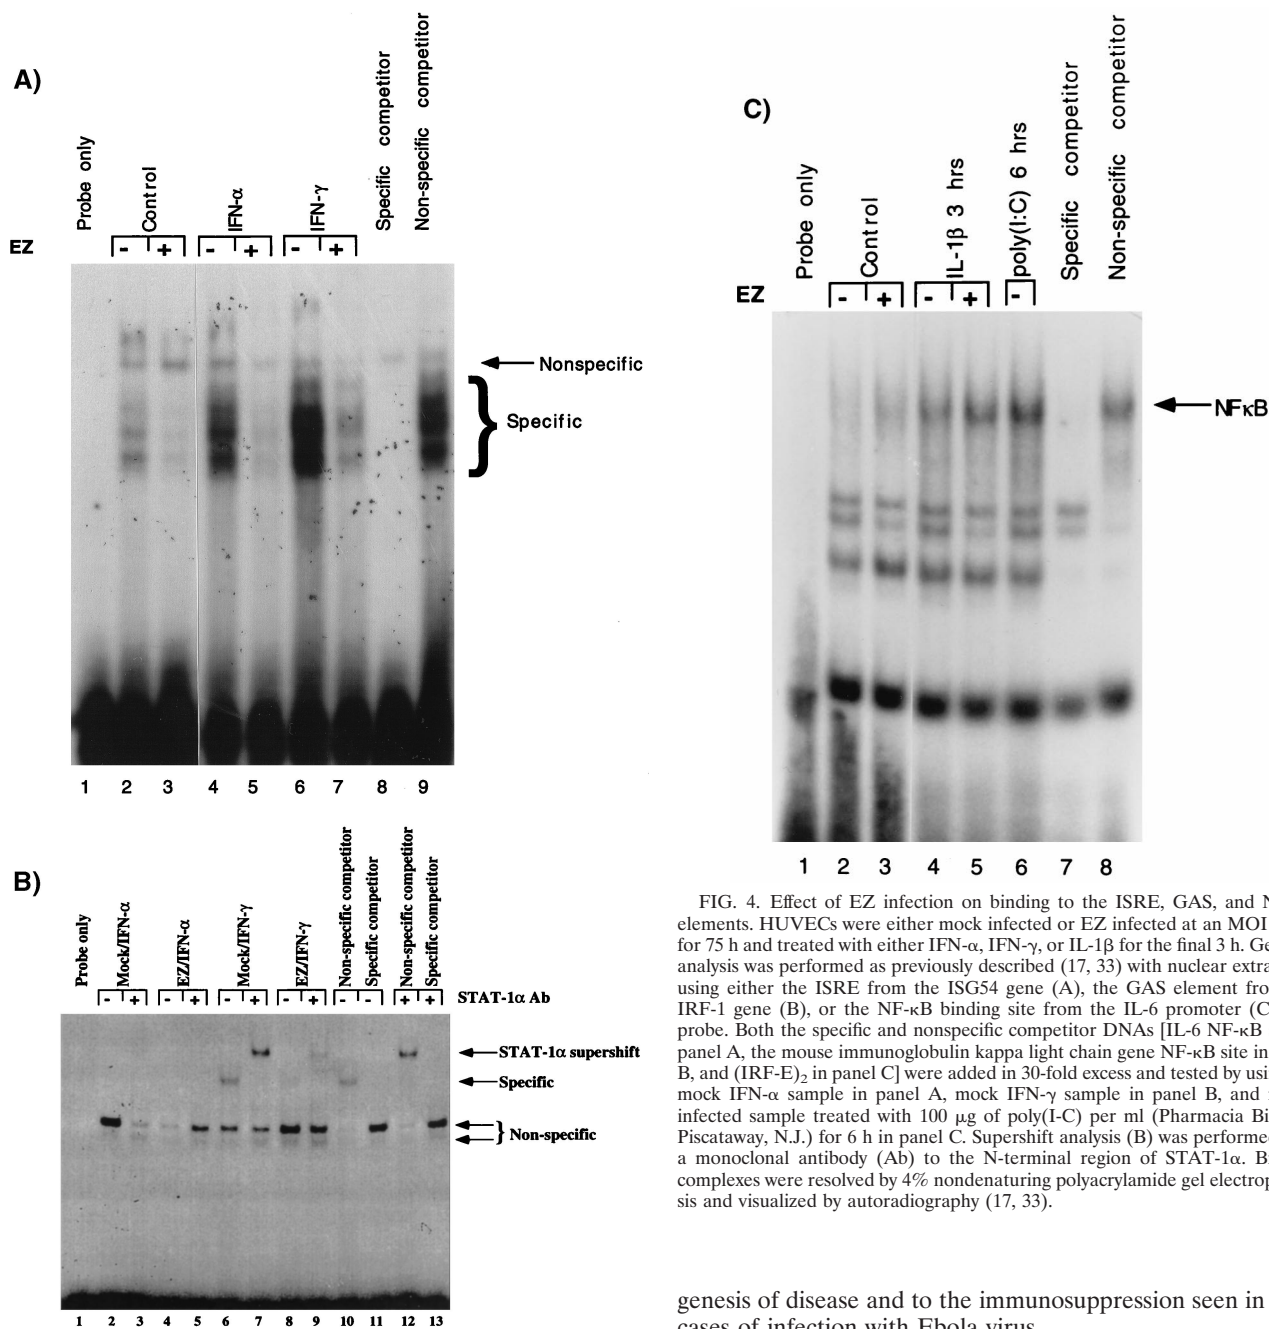 A)
Probe only
Control
IFN-α
IFN-γ
Specific competitor
Non-specific competitor
EZ
- + - + - +
Nonspecific
Specific
1 2 3 4 5 6 7 8 9
B)
Probe only
Mock/IFN-α
EZ/IFN-α
Mock/IFN-γ
EZ/IFN-γ
Non-specific competitor
Specific competitor
Non-specific competitor
Specific competitor
- + - + - + - + - - + +
STAT-1α Ab
STAT-1α supershift
Specific
Non-specific
1 2 3 4 5 6 7 8 9 10 11 12 13
C)
Probe only
Control
IL-1β 3 hrs
poly(I:C) 6 hrs
Specific competitor
Non-specific competitor
EZ
- + - + -
NFκB
1 2 3 4 5 6 7 8
FIG. 4. Effect of EZ infection on binding to the ISRE, GAS, and N
elements. HUVECs were either mock infected or EZ infected at an MOI
for 75 h and treated with either IFN-α, IFN-γ, or IL-1β for the final 3 h. Ge
analysis was performed as previously described (17, 33) with nuclear extra
using either the ISRE from the ISG54 gene (A), the GAS element fro
IRF-1 gene (B), or the NF-κB binding site from the IL-6 promoter (C
probe. Both the specific and nonspecific competitor DNAs [IL-6 NF-κB
panel A, the mouse immunoglobulin kappa light chain gene NF-κB site in
B, and (IRF-E)2 in panel C] were added in 30-fold excess and tested by usin
mock IFN-α sample in panel A, mock IFN-γ sample in panel B, and
infected sample treated with 100 μg of poly(I-C) per ml (Pharmacia Bi
Piscataway, N.J.) for 6 h in panel C. Supershift analysis (B) was performed
a monoclonal antibody (Ab) to the N-terminal region of STAT-1α. B
complexes were resolved by 4% nondenaturing polyacrylamide gel electrop
sis and visualized by autoradiography (17, 33).
genesis of disease and to the immunosuppression seen in
cases of infection with Ebola virus